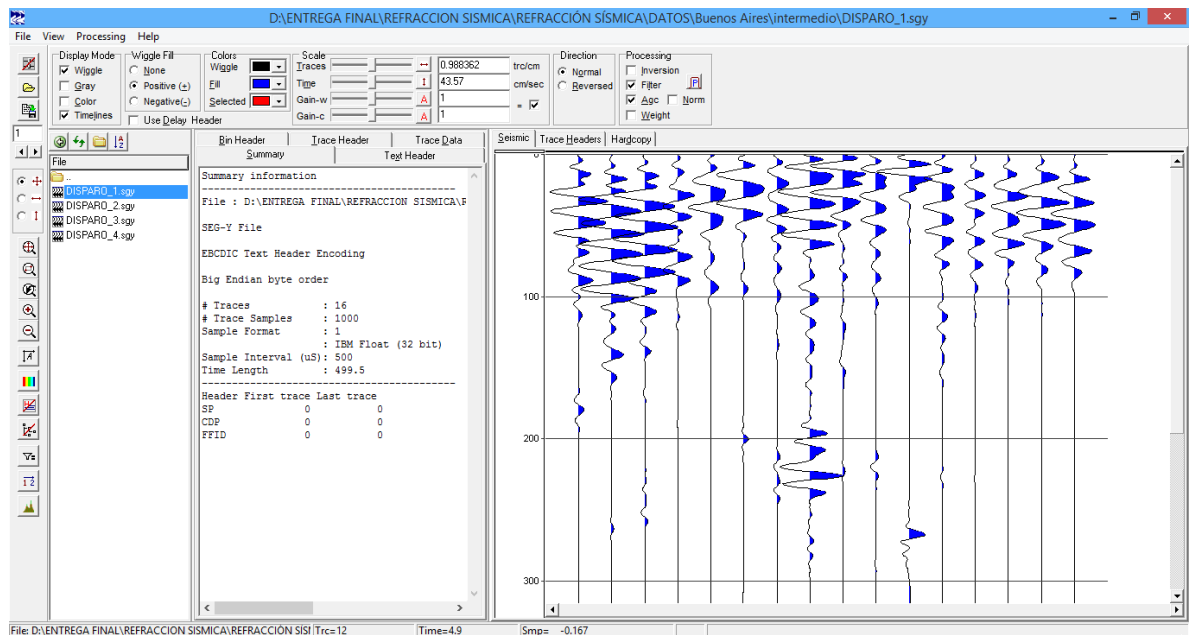 D:\ENTREGA FINAL\REFRACCION SISMICA\REFRACCIÓN SÍSMICA\DATOS\Buenos Aires\intermedio\DISPARO_1.sgy
File View Processing Help
Display Mode
Wiggle
Gray
Color
Timelines
Wiggle Fill
None
Positive (+)
Negative(-)
Use Delay Header
Colors
Wiggle
Fill
Selected
Scale
Traces
0.988362
trc/cm
Time
43.57
cm/sec
Gain-w
A
1
Gain-c
A
1
=
Direction
Normal
Reversed
Processing
Inversion
Filter
P
Agc
Norm
Weight
1
File
..
DISPARO_1.sgy
DISPARO_2.sgy
DISPARO_3.sgy
DISPARO_4.sgy
Bin Header
Trace Header
Trace Data
Summary
Text Header
Summary information
File : D:\ENTREGA FINAL\REFRACCION SISMICA\R
SEG-Y File
EBCDIC Text Header Encoding
Big Endian byte order
# Traces : 16
# Trace Samples : 1000
Sample Format : 1
: IBM Float (32 bit)
Sample Interval (uS): 500
Time Length : 499.5
Header First trace Last trace
SP 0 0
CDP 0 0
FFID 0 0
Seismic
Trace Headers
Hardcopy
0
100
200
300
File: D:\ENTREGA FINAL\REFRACCION SISMICA\REFRACCIÓN SÍSI
Trc=12
Time=4.9
Smp= -0.167